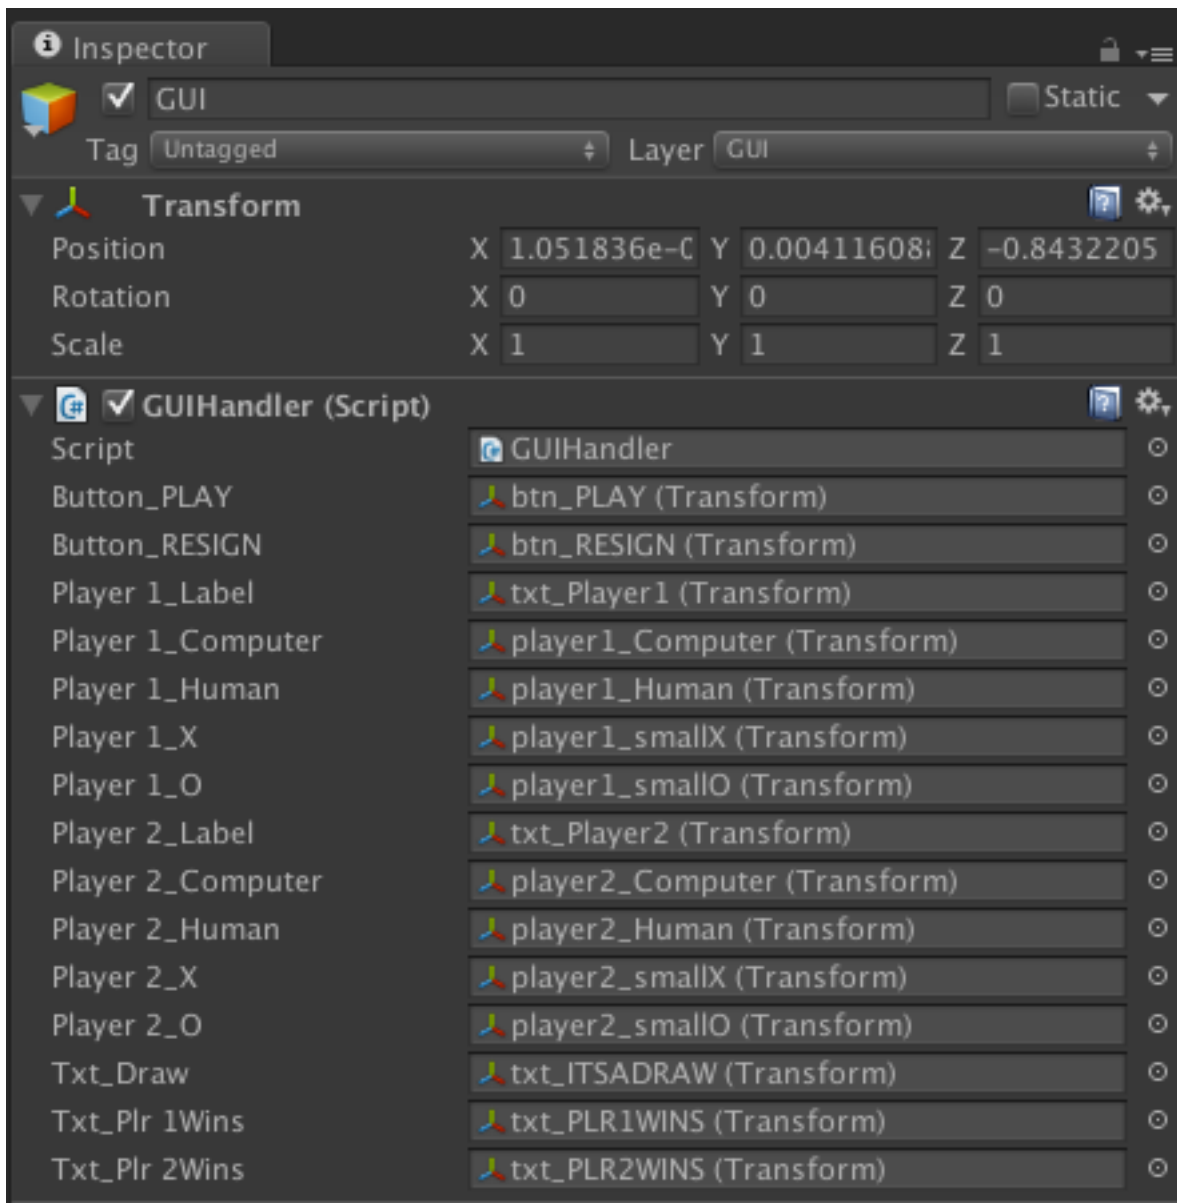 Inspector
GUI Static
Tag Untagged Layer GUI
Transform
Position X 1.051836e- Y 0.00411608 Z -0.8432205
Rotation X 0 Y 0 Z 0
Scale X 1 Y 1 Z 1
GUIHandler (Script)
Script GUIHandler
Button_PLAY btn_PLAY (Transform)
Button_RESIGN btn_RESIGN (Transform)
Player 1_Label txt_Player1 (Transform)
Player 1_Computer player1_Computer (Transform)
Player 1_Human player1_Human (Transform)
Player 1_X player1_smallX (Transform)
Player 1_O player1_smallO (Transform)
Player 2_Label txt_Player2 (Transform)
Player 2_Computer player2_Computer (Transform)
Player 2_Human player2_Human (Transform)
Player 2_X player2_smallX (Transform)
Player 2_O player2_smallO (Transform)
Txt_Draw txt_ITSADRAW (Transform)
Txt_Plr 1Wins txt_PLR1WINS (Transform)
Txt_Plr 2Wins txt_PLR2WINS (Transform)